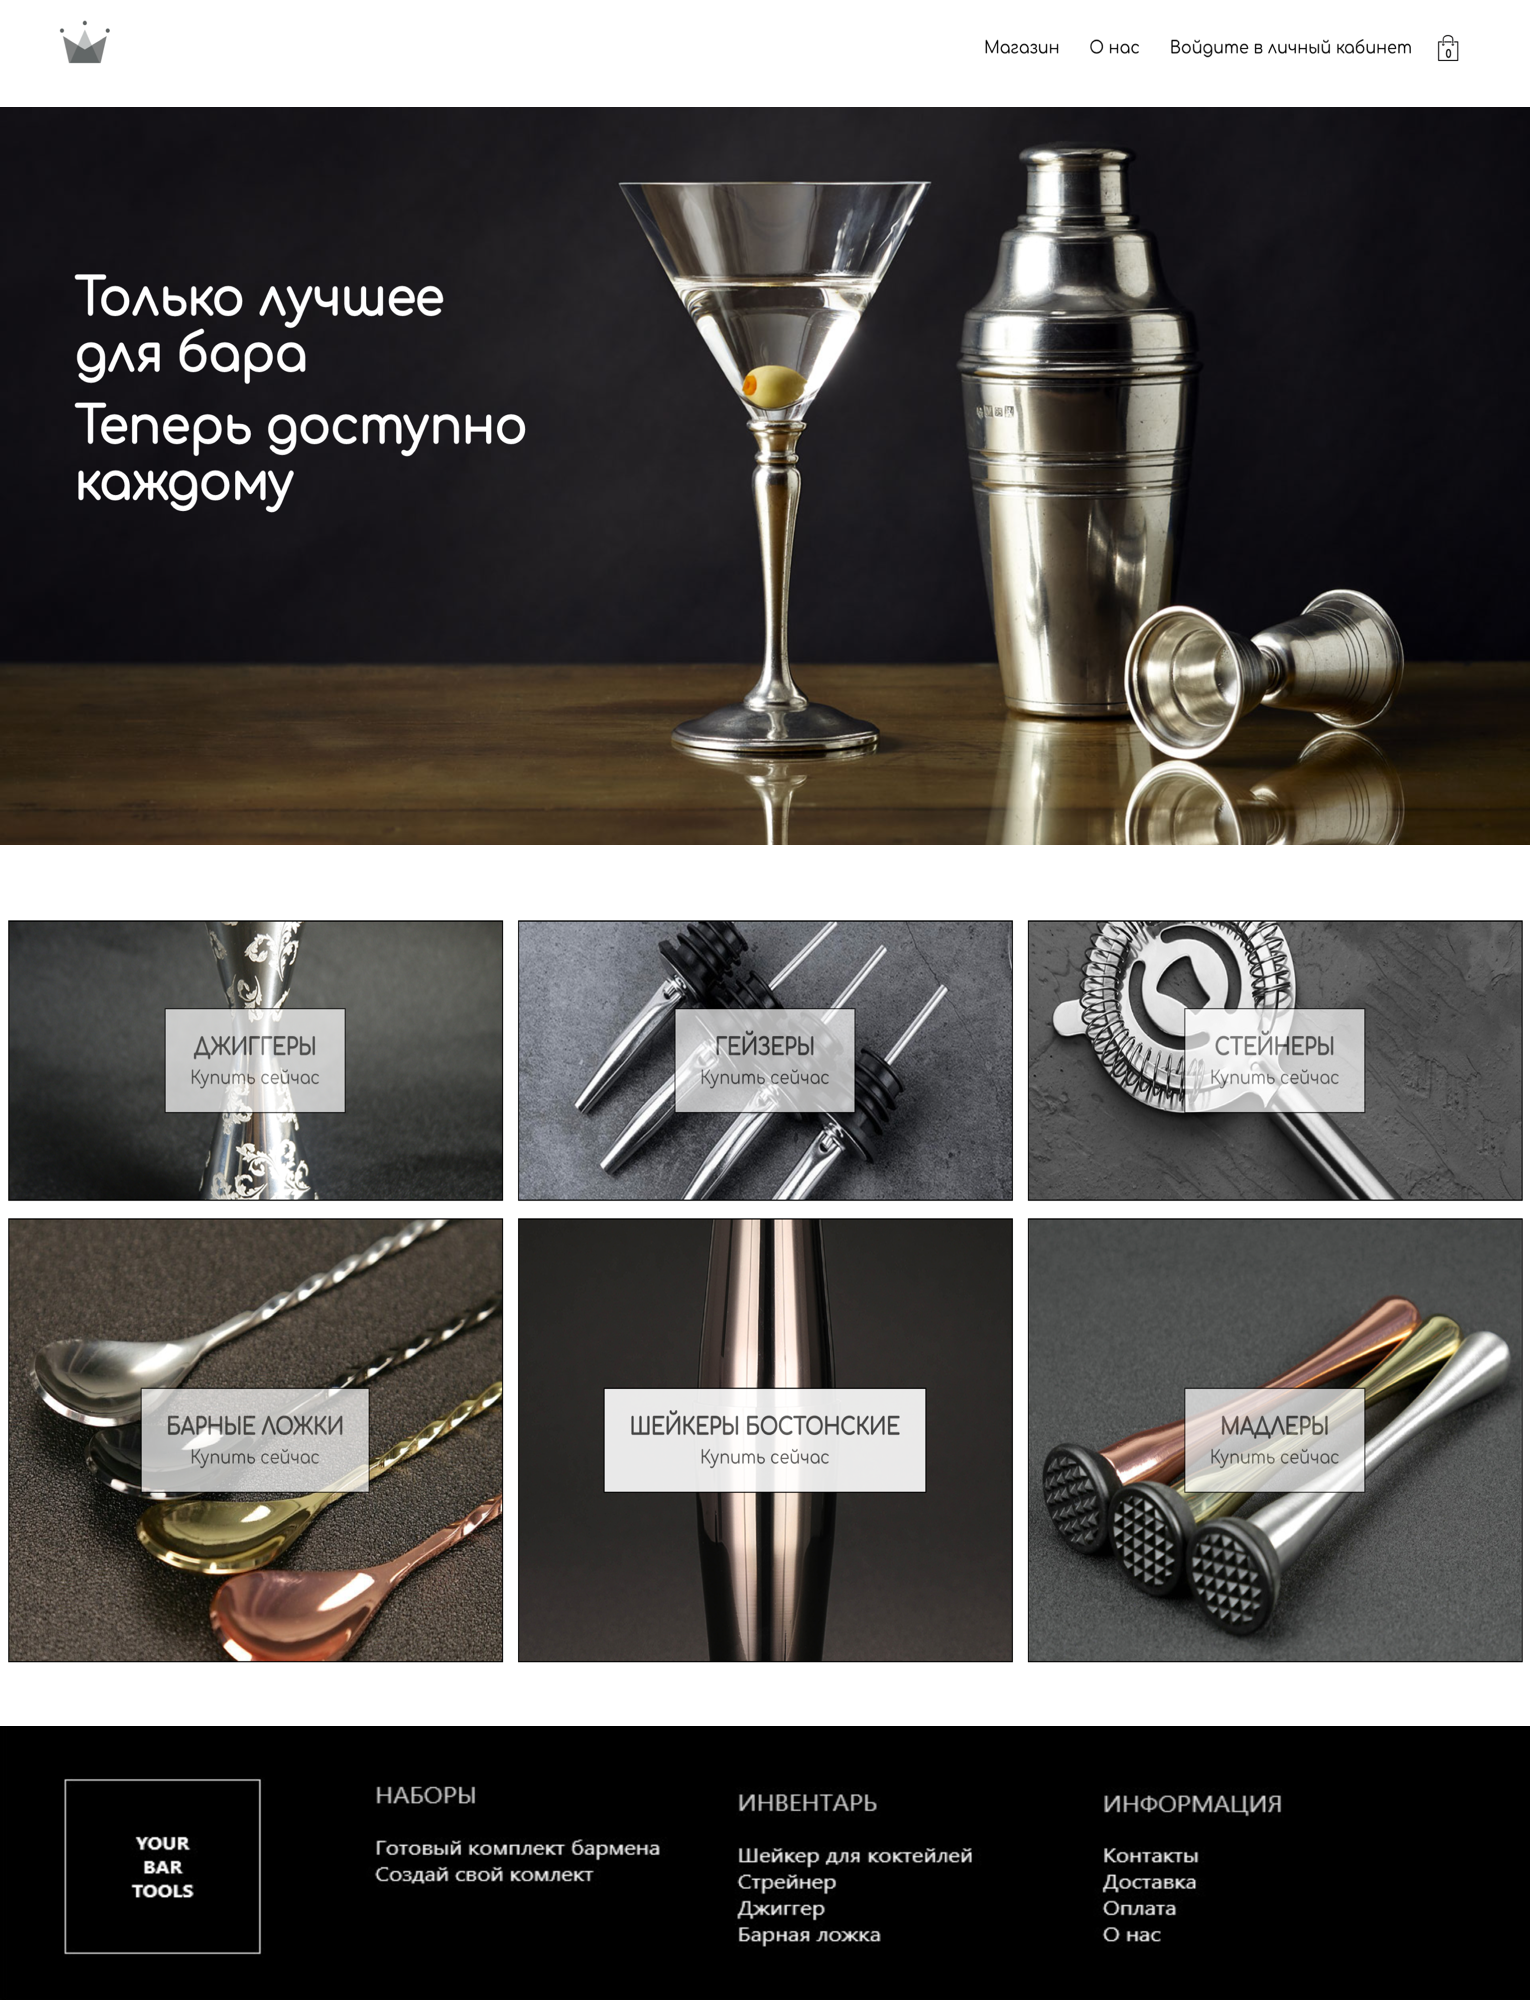 Магазин
О нас
Войдите в личный кабинет
0
Только лучшее
для бара
Теперь доступно
каждому
ДЖИГГЕРЫ
Купить сейчас
ГЕЙЗЕРЫ
Купить сейчас
СТЕЙНЕРЫ
Купить сейчас
БАРНЫЕ ЛОЖКИ
Купить сейчас
ШЕЙКЕРЫ БОСТОНСКИЕ
Купить сейчас
МАДЛЕРЫ
Купить сейчас
YOUR
BAR
TOOLS
НАБОРЫ
Готовый комплект бармена
Создай свой комлект
ИНВЕНТАРЬ
Шейкер для коктейлей
Стрейнер
Джиггер
Барная ложка
ИНФОРМАЦИЯ
Контакты
Доставка
Оплата
О нас